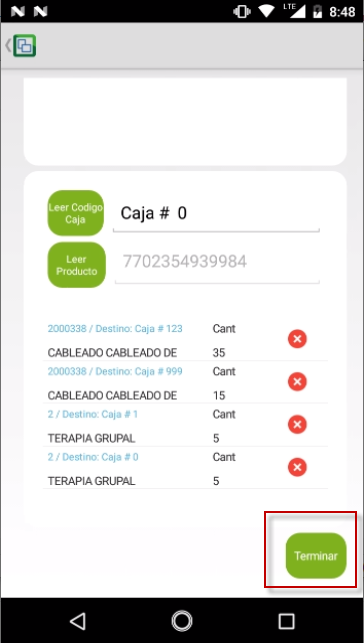 LTE 8:48
Leer Codigo
Caja
Caja # 0
Leer
Producto
7702354939984
2000338 / Destino: Caja # 123 Cant
CABLEADO CABLEADO DE 35
2000338 / Destino: Caja # 999 Cant
CABLEADO CABLEADO DE 15
2 / Destino: Caja # 1 Cant
TERAPIA GRUPAL 5
2 / Destino: Caja # 0 Cant
TERAPIA GRUPAL 5
Terminar